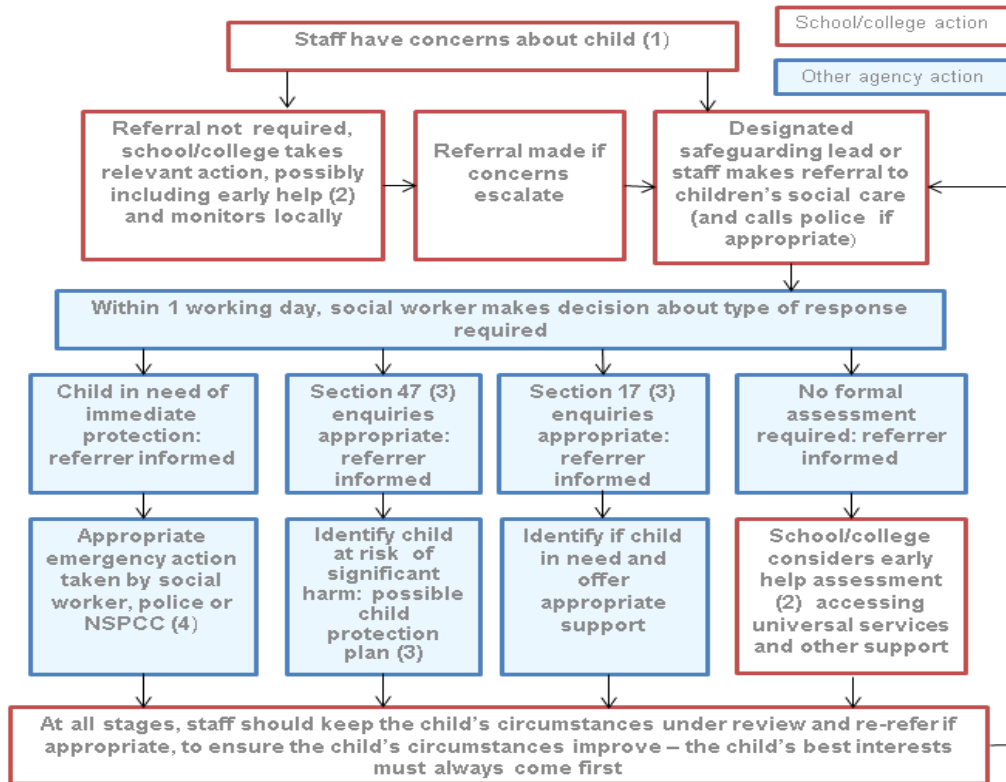 School/college action
Staff have concerns about child (1)
Other agency action
Referral not required,
school/college takes
relevant action, possibly
including early help (2)
and monitors locally
Referral made if
concerns
escalate
Designated
safeguarding lead or
staff makes referral to
children’s social care
(and calls police if
appropriate)
Within 1 working day, social worker makes decision about type of response
required
Child in need of
immediate
protection:
referrer informed
Section 47 (3)
enquiries
appropriate:
referrer
informed
Section 17 (3)
enquiries
appropriate:
referrer
informed
No formal
assessment
required: referrer
informed
Appropriate
emergency action
taken by social
worker, police or
NSPCC (4)
Identify child
at risk of
significant
harm: possible
child
protection
plan (3)
Identify if child
in need and
offer
appropriate
support
School/college
considers early
help assessment
(2) accessing
universal services
and other support
At all stages, staff should keep the child’s circumstances under review and re-refer if
appropriate, to ensure the child’s circumstances improve – the child’s best interests
must always come first